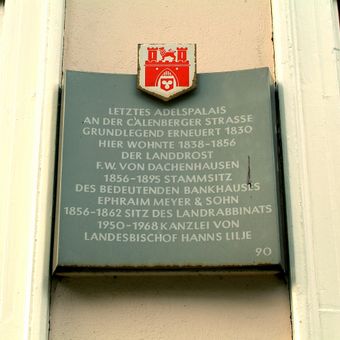 LETZTES ADELSPALAIS
AN DER CALENBERGER STRASSE
GRUNDLEGEND ERNEUERT 1830
HIER WOHNTE 1838-1856
DER LANDDROST
F.W. VON DACHENHAUSEN
1856-1895 STAMMSITZ
DES BEDEUTENDEN BANKHAUSES
EPHRAIM MEYER & SOHN
1856-1862 SITZ DES LANDRABBINATS
1950-1968 KANZLEI VON
LANDESBISCHOF HANNS LILJE
90